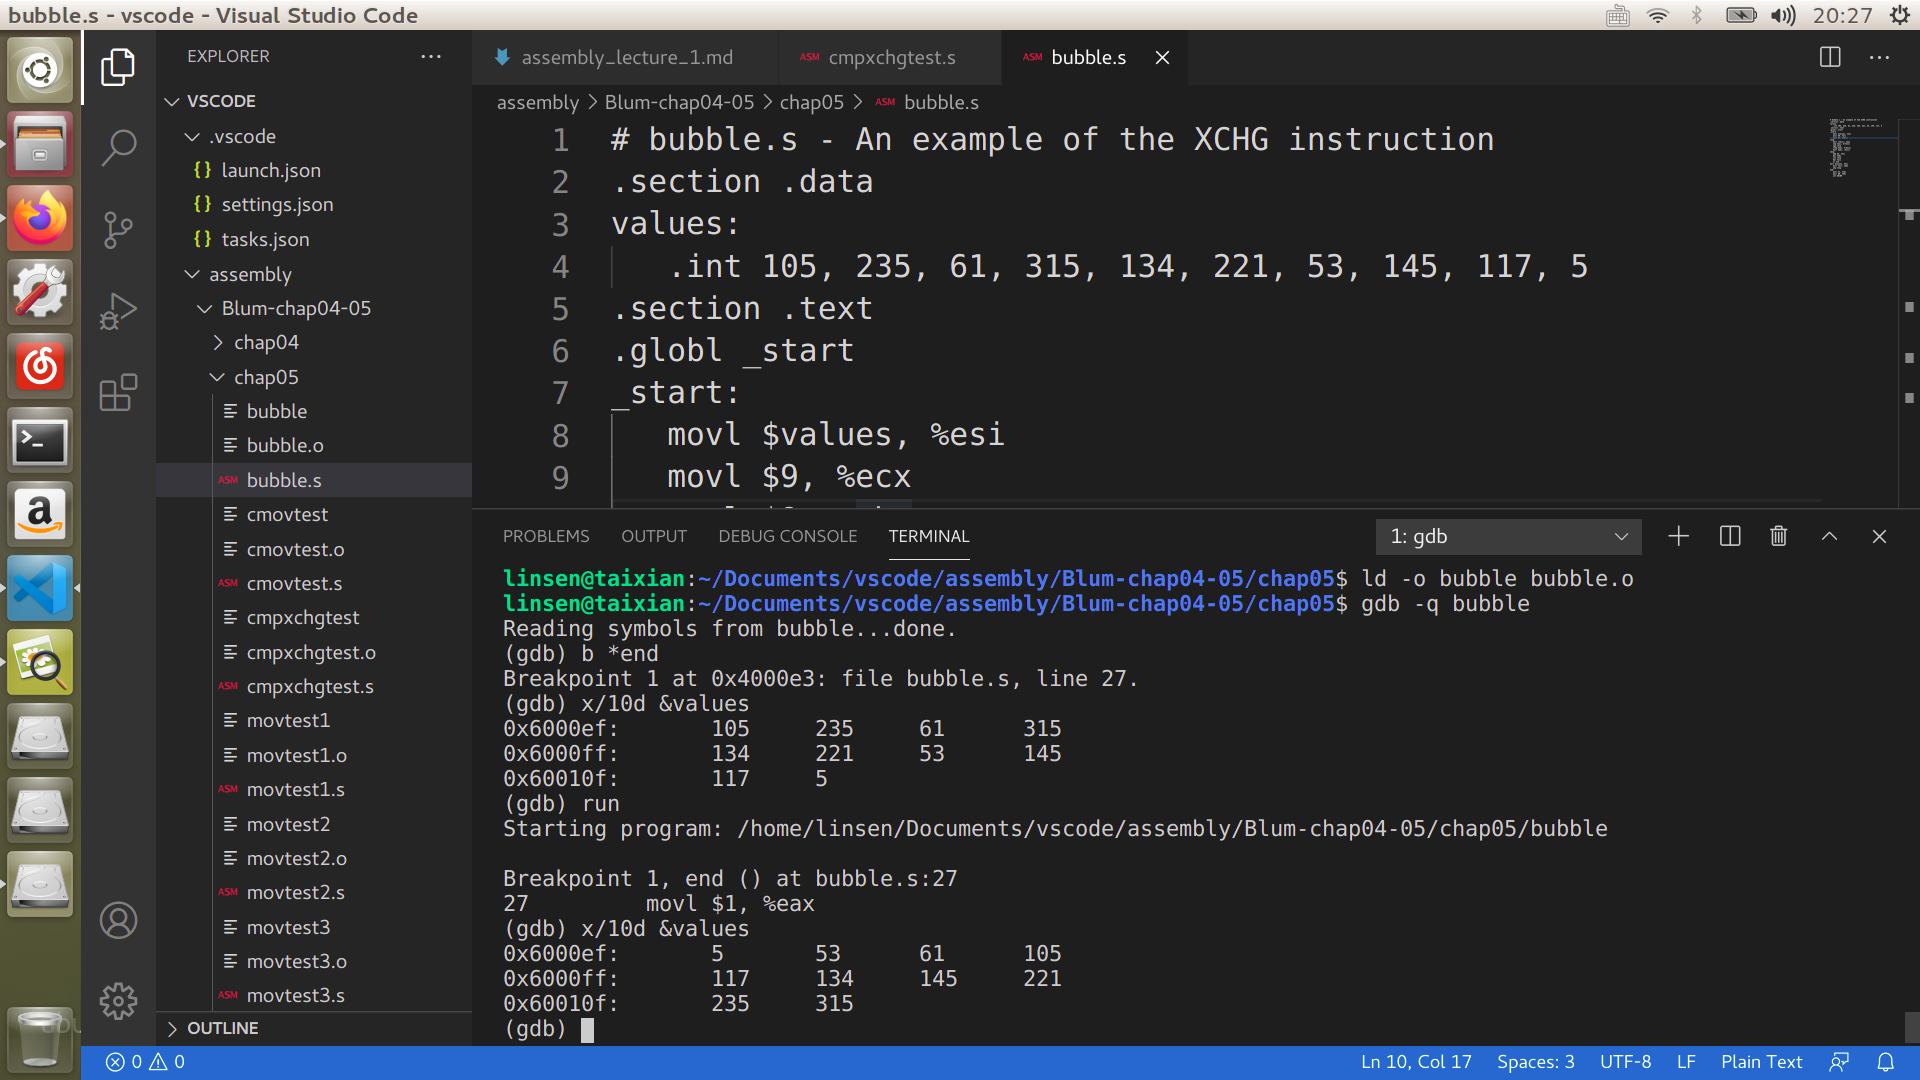 bubble.s - vscode - Visual Studio Code
20:27
EXPLORER
VSCODE
.vscode
{} launch.json
{} settings.json
{} tasks.json
assembly
Blum-chap04-05
chap04
chap05
bubble
bubble.o
ASM bubble.s
cmovtest
cmovtest.o
ASM cmovtest.s
cmpxchgtest
cmpxchgtest.o
ASM cmpxchgtest.s
movtest1
movtest1.o
ASM movtest1.s
movtest2
movtest2.o
ASM movtest2.s
movtest3
movtest3.o
ASM movtest3.s
OUTLINE
assembly_lecture_1.md
ASM cmpxchgtest.s
ASM bubble.s
assembly > Blum-chap04-05 > chap05 > ASM bubble.s
1 # bubble.s - An example of the XCHG instruction
2 .section .data
3 values:
4 .int 105, 235, 61, 315, 134, 221, 53, 145, 117, 5
5 .section .text
6 .globl _start
7 _start:
8 movl $values, %esi
9 movl $9, %ecx
PROBLEMS OUTPUT DEBUG CONSOLE TERMINAL
1: gdb
linsen@taixian:~/Documents/vscode/assembly/Blum-chap04-05/chap05$ ld -o bubble bubble.o
linsen@taixian:~/Documents/vscode/assembly/Blum-chap04-05/chap05$ gdb -q bubble
Reading symbols from bubble...done.
(gdb) b *end
Breakpoint 1 at 0x4000e3: file bubble.s, line 27.
(gdb) x/10d &values
0x6000ef: 105 235 61 315
0x6000ff: 134 221 53 145
0x60010f: 117 5
(gdb) run
Starting program: /home/linsen/Documents/vscode/assembly/Blum-chap04-05/chap05/bubble
Breakpoint 1, end () at bubble.s:27
27 movl $1, %eax
(gdb) x/10d &values
0x6000ef: 5 53 61 105
0x6000ff: 117 134 145 221
0x60010f: 235 315
(gdb)
0 0
Ln 10, Col 17 Spaces: 3 UTF-8 LF Plain Text